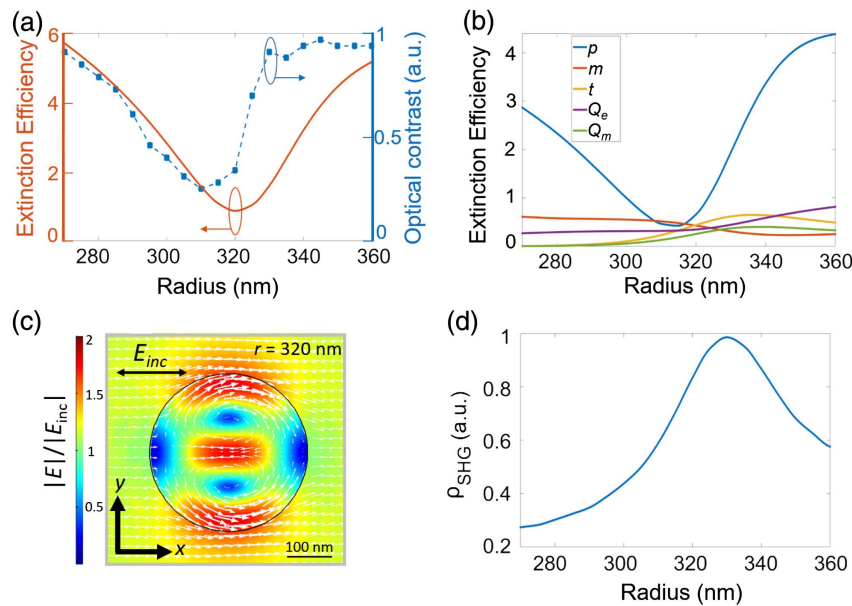 (a)
6
4
2
0
Extinction Efficiency
1
0.5
0
Optical contrast (a.u.)
280 300 320 340 360
Radius (nm)
(b)
p
m
t
Qe
Qm
4
3
2
1
0
Extinction Efficiency
280 300 320 340 360
Radius (nm)
(c)
2
1.5
1
0.5
|E|/|Einc|
Einc
r = 320 nm
y
x
100 nm
(d)
1
0.8
0.6
0.4
0.2
ρSHG (a.u.)
280 300 320 340 360
Radius (nm)